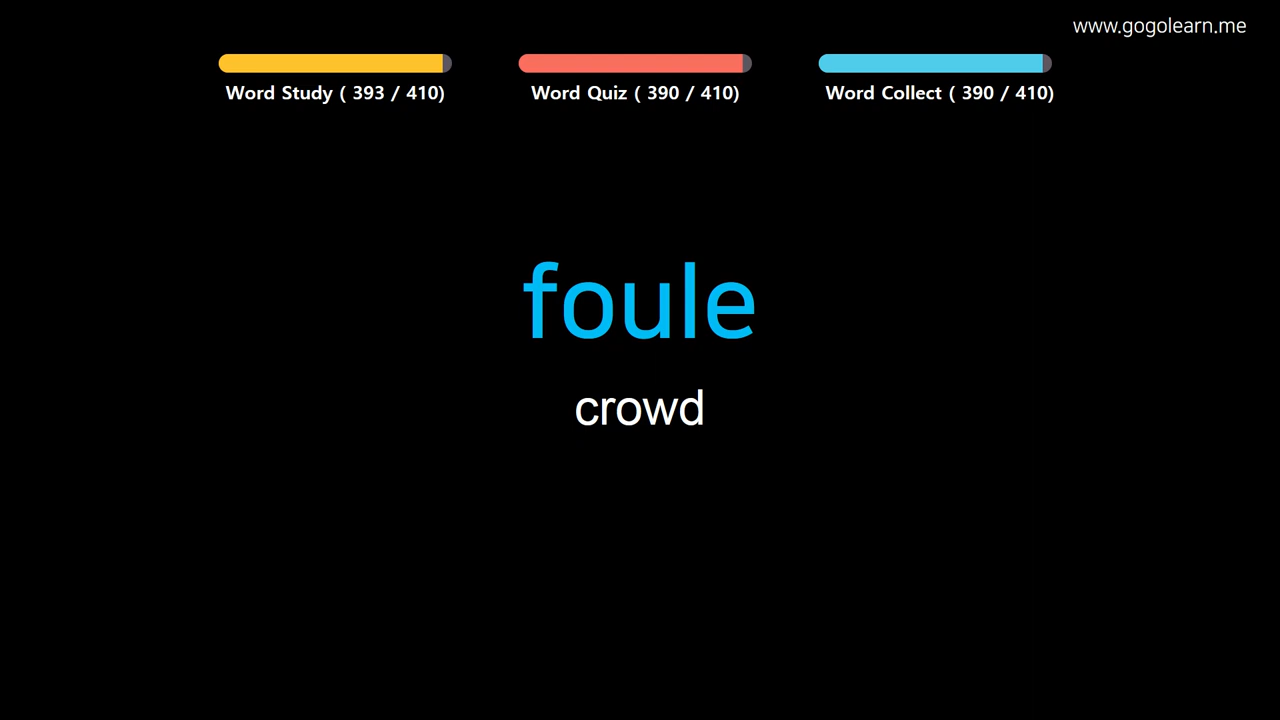 www.gogolearn.me
Word Study ( 393 / 410)
Word Quiz ( 390 / 410)
Word Collect ( 390 / 410)
foule
crowd